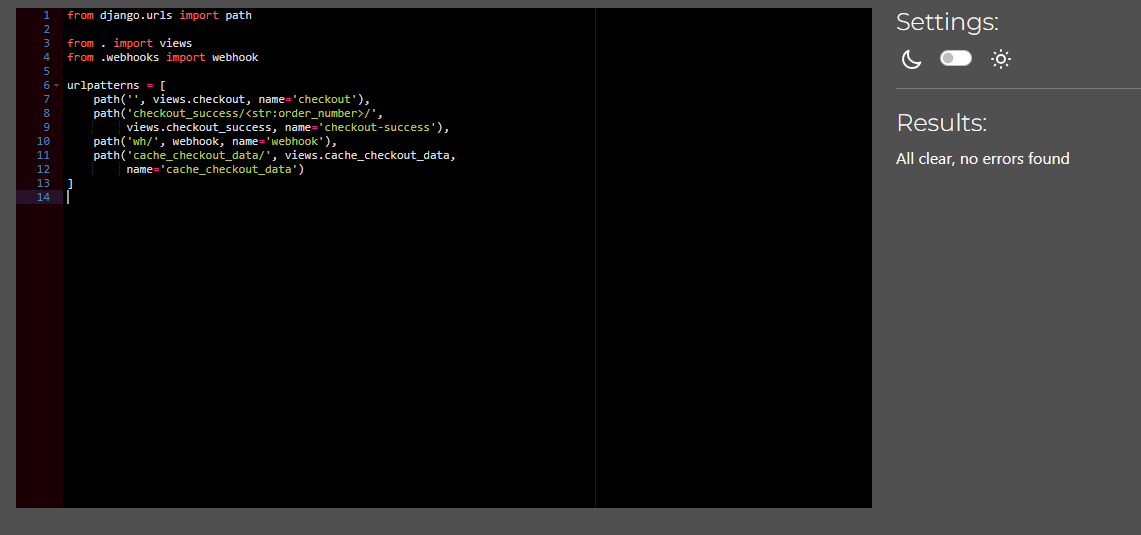 1 from django.urls import path
2
3 from . import views
4 from .webhooks import webhook
5
6 urlpatterns = [
7     path('', views.checkout, name='checkout'),
8     path('checkout_success/<str:order_number>/',
9          views.checkout_success, name='checkout-success'),
10     path('wh/', webhook, name='webhook'),
11     path('cache_checkout_data/', views.cache_checkout_data,
12          name='cache_checkout_data')
13 ]
14
Settings:
Results:
All clear, no errors found